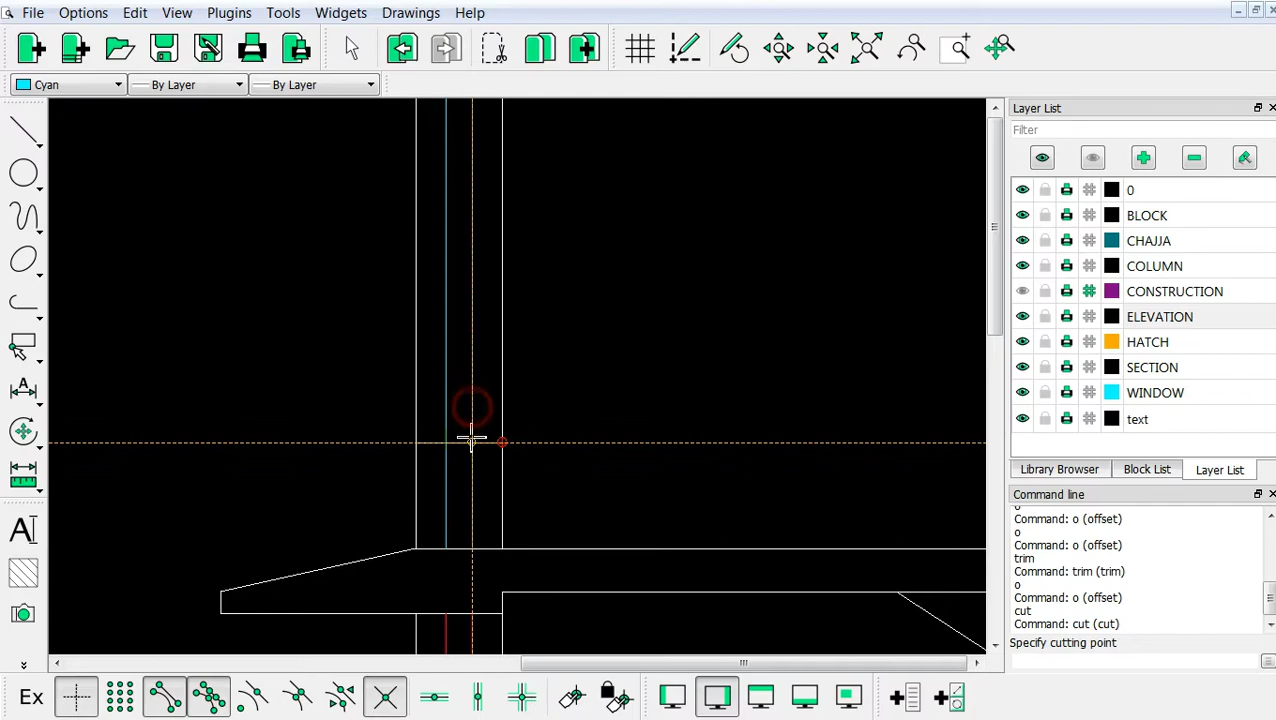 File Options Edit View Plugins Tools Widgets Drawings Help
Cyan By Layer By Layer
Layer List
Filter
0
BLOCK
CHAJJA
COLUMN
CONSTRUCTION
ELEVATION
HATCH
SECTION
WINDOW
text
Library Browser Block List Layer List
Command line
o
Command: o (offset)
o
Command: o (offset)
trim
Command: trim (trim)
o
Command: o (offset)
cut
Command: cut (cut)
Specify cutting point
A
A
Ex